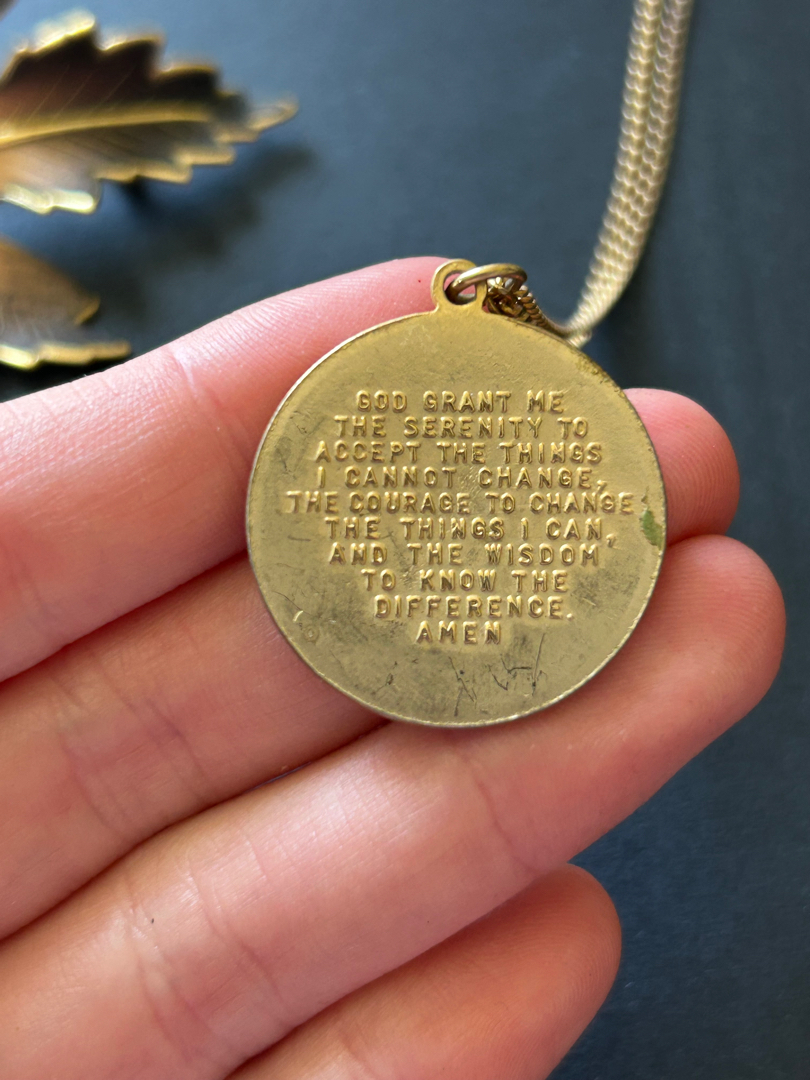 GOD GRANT ME
THE SERENITY TO
ACCEPT THE THINGS
I CANNOT CHANGE,
THE COURAGE TO CHANGE
THE THINGS I CAN,
AND THE WISDOM
TO KNOW THE
DIFFERENCE.
AMEN